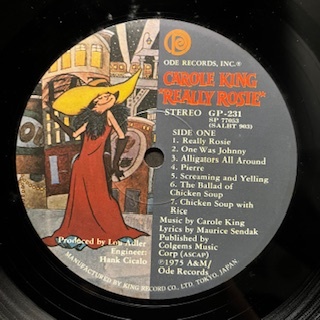 ODE RECORDS, INC.®
CAROLE KING
"REALLY ROSIE"
STEREO GP-231
SP 77053
(SALBT 903)
SIDE ONE
1. Really Rosie
2. One Was Johnny
3. Alligators All Around
4. Pierre
5. Screaming and Yelling
6. The Ballad of
Chicken Soup
7. Chicken Soup with
Rice
Music by Carole King
Lyrics by Maurice Sendak
Published by
Colgems Music
Corp (ASCAP)
℗1975 A&M/
Ode Records
Produced by Lou Adler
Engineer:
Hank Cicalo
MANUFACTURED BY KING RECORD CO., LTD. TOKYO, JAPAN